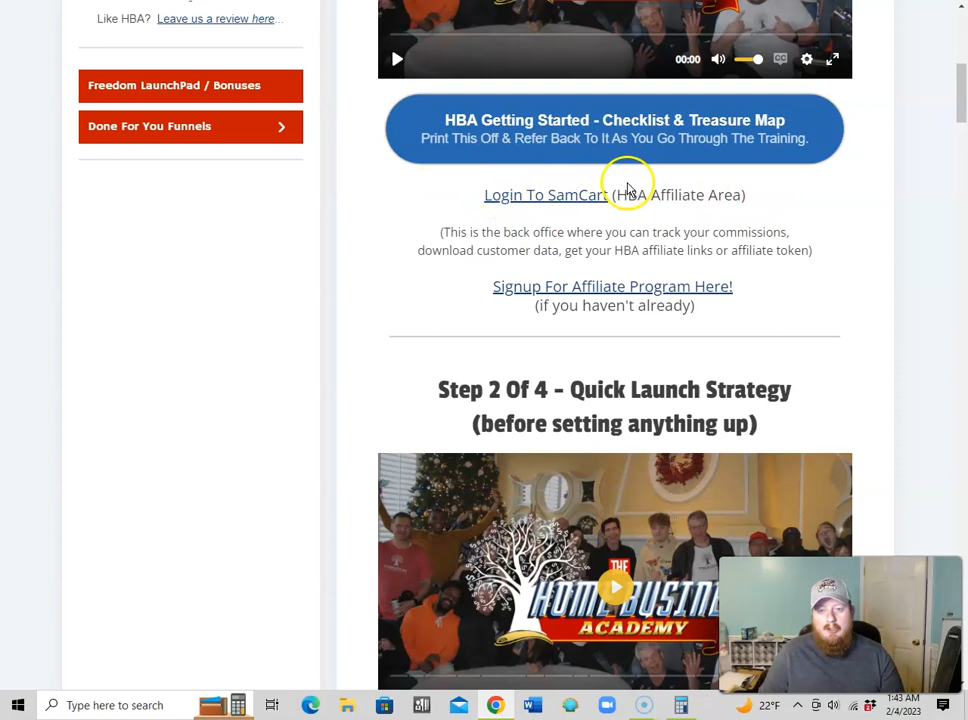 Like HBA? Leave us a review here...
Freedom LaunchPad / Bonuses
Done For You Funnels
00:00
CC
HBA Getting Started - Checklist & Treasure Map
Print This Off & Refer Back To It As You Go Through The Training.
Login To SamCart (HBA Affiliate Area)
(This is the back office where you can track your commissions,
download customer data, get your HBA affiliate links or affiliate token)
Signup For Affiliate Program Here!
(if you haven't already)
Step 2 Of 4 - Quick Launch Strategy
(before setting anything up)
THE
HOME BUSIN
ACADEMY
Type here to search
22°F
1:43 AM
2/4/2023